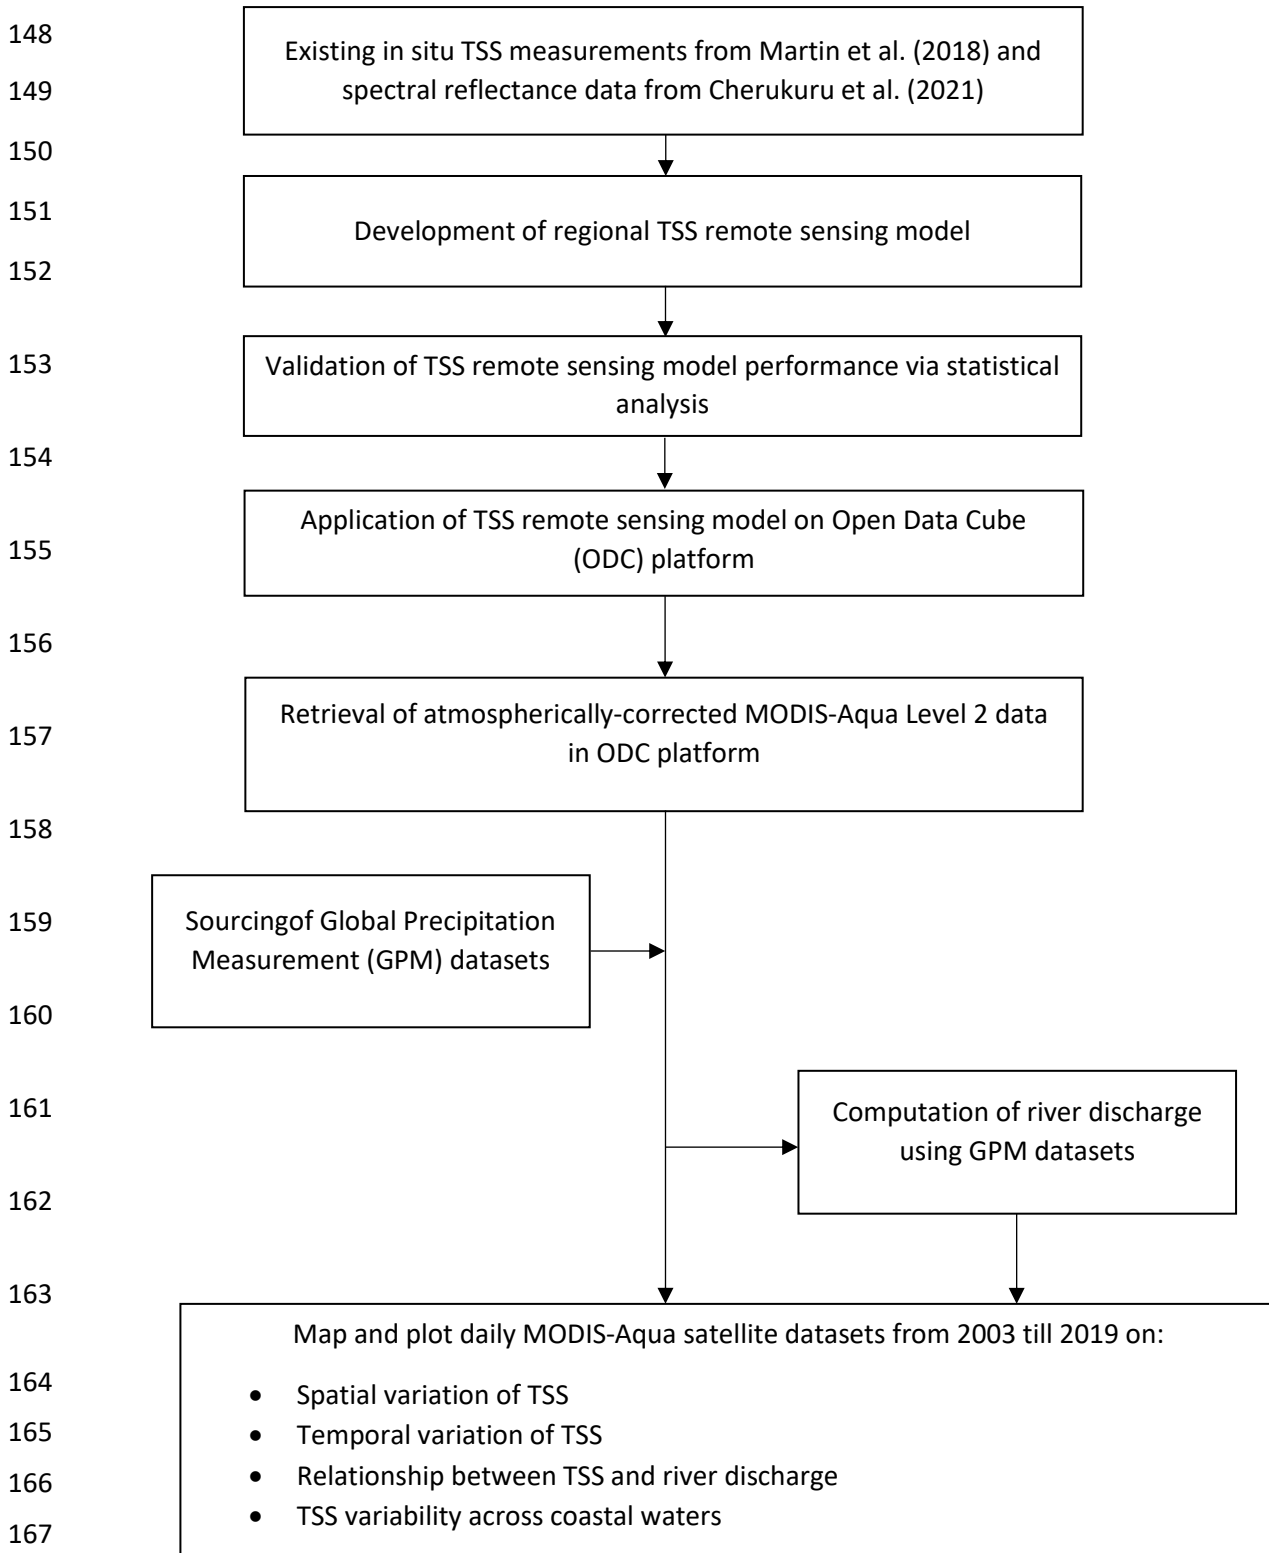 148
Existing in situ TSS measurements from Martin et al. (2018) and
149
spectral reflectance data from Cherukuru et al. (2021)
150
151
Development of regional TSS remote sensing model
152
153
Validation of TSS remote sensing model performance via statistical
analysis
154
Application of TSS remote sensing model on Open Data Cube
155
(ODC) platform
156
Retrieval of atmospherically-corrected MODIS-Aqua Level 2 data
157
in ODC platform
158
159
Sourcingof Global Precipitation
Measurement (GPM) datasets
160
161
Computation of river discharge
using GPM datasets
162
163
Map and plot daily MODIS-Aqua satellite datasets from 2003 till 2019 on:
164
• Spatial variation of TSS
165
• Temporal variation of TSS
166
• Relationship between TSS and river discharge
167
• TSS variability across coastal waters